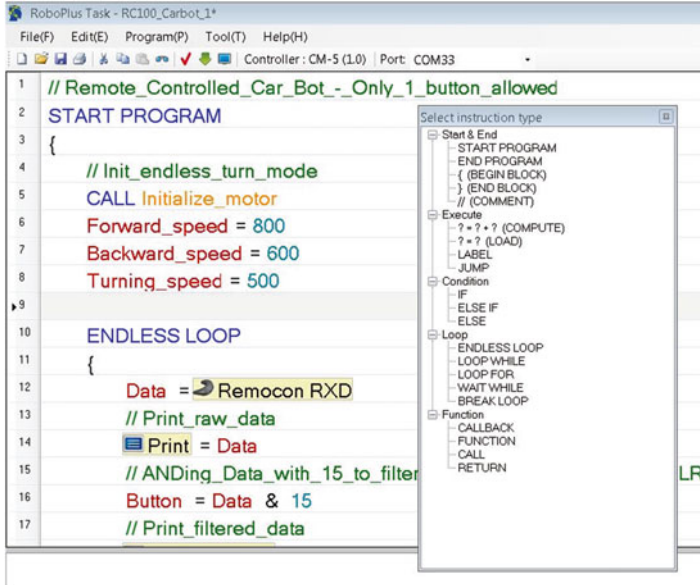 RoboPlus Task - RC100_Carbot_1*
File(F) Edit(E) Program(P) Tool(T) Help(H)
Controller : CM-5 (1.0) Port: COM33
1 // Remote_Controlled_Car_Bot_-_Only_1_button_allowed
2 START PROGRAM
3 {
4 // Init_endless_turn_mode
5 CALL Initialize_motor
6 Forward_speed = 800
7 Backward_speed = 600
8 Turning_speed = 500
9
10 ENDLESS LOOP
11 {
12 Data = Remocon RXD
13 // Print_raw_data
14 Print = Data
15 // ANDing_Data_with_15_to_filter LR
16 Button = Data & 15
17 // Print_filtered_data
Select instruction type
Start & End
START PROGRAM
END PROGRAM
{ (BEGIN BLOCK)
} (END BLOCK)
// (COMMENT)
Execute
? = ? + ? (COMPUTE)
? = ? (LOAD)
LABEL
JUMP
Condition
IF
ELSE IF
ELSE
Loop
ENDLESS LOOP
LOOP WHILE
LOOP FOR
WAIT WHILE
BREAK LOOP
Function
CALLBACK
FUNCTION
CALL
RETURN